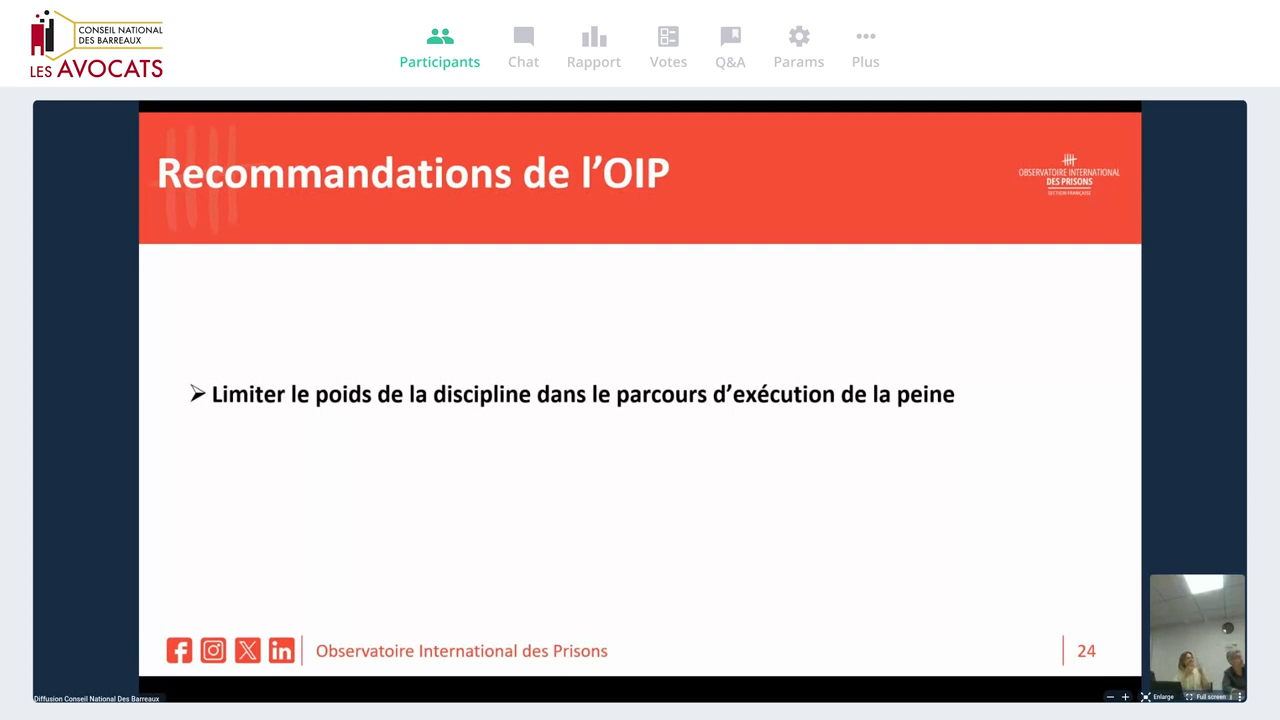 CONSEIL NATIONAL
DES BARREAUX
LES AVOCATS
Participants
Chat
Rapport
Votes
Q&A
Params
Plus
Recommandations de l’OIP
OBSERVATOIRE INTERNATIONAL
DES PRISONS
SECTION FRANÇAISE
➢ Limiter le poids de la discipline dans le parcours d’exécution de la peine
Observatoire International des Prisons
24
Diffusion Conseil National Des Barreaux
Enlarge
Full screen